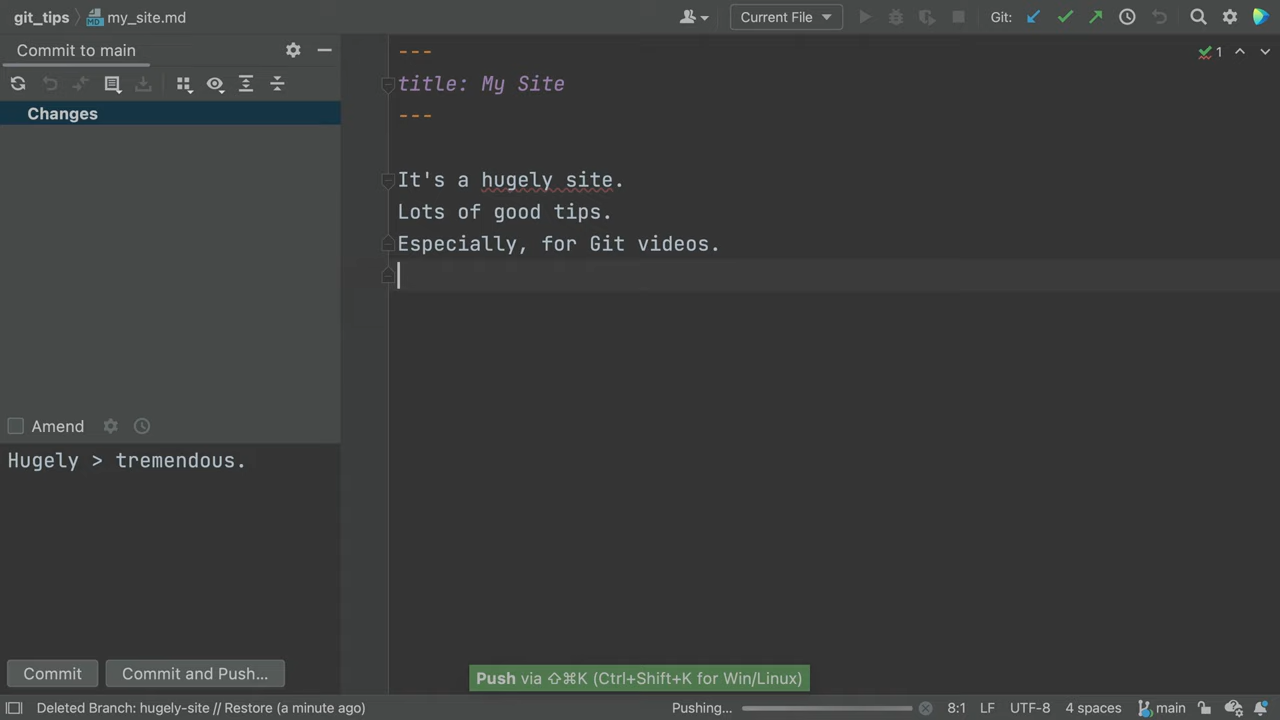 git_tips my_site.md
Current File
Git:
Commit to main
Changes
Amend
Hugely > tremendous.
Commit
Commit and Push...
---
title: My Site
---
It's a hugely site.
Lots of good tips.
Especially, for Git videos.
1
Push via ⇧⌘K (Ctrl+Shift+K for Win/Linux)
Deleted Branch: hugely-site // Restore (a minute ago)
Pushing...
8:1 LF UTF-8 4 spaces main